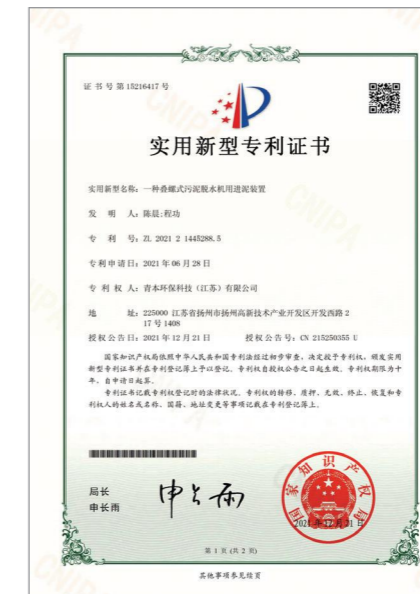 证书号第15216417号
实用新型专利证书
实用新型名称：一种叠螺式污泥脱水机用进泥装置
发 明 人：陈晨;程功
专 利 号：ZL 2021 2 1445288.5
专利申请日：2021年06月28日
专 利 权 人：青本环保科技（江苏）有限公司
地 址：225000 江苏省扬州市扬州高新技术产业开发区开发西路2
17号1408
授权公告日：2021年12月21日 授权公告号：CN 215250355 U
国家知识产权局依照中华人民共和国专利法经过初步审查，决定授予专利权，颁发实用
新型专利证书并在专利登记簿上予以登记。专利权自授权公告之日起生效。专利权期限为十
年，自申请日起算。
专利证书记载专利权登记时的法律状况。专利权的转移、质押、无效、终止、恢复和专
利权人的姓名或名称、国籍、地址变更等事项记载在专利登记簿上。
局长
申长雨
申长雨
国家知识产权局
2021年12月21日
第 1 页 (共 2 页)
其他事项参见续页
CNIPA